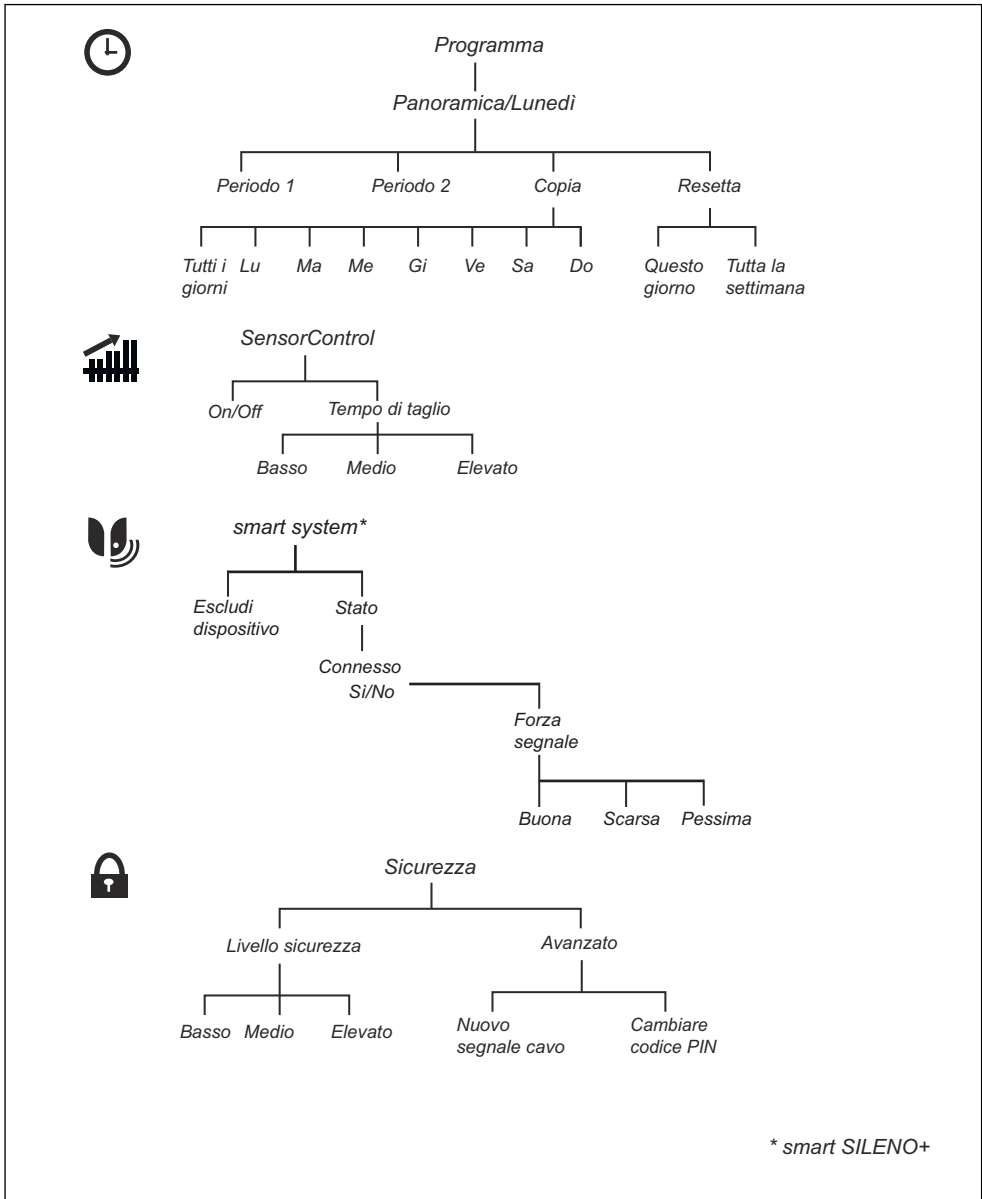 Programma
Panoramica/Lunedì
Periodo 1 Periodo 2 Copia Resetta
Tutti i Lu Ma Me Gi Ve Sa Do Questo Tutta la
giorni giorno settimana
SensorControl
On/Off Tempo di taglio
Basso Medio Elevato
smart system*
Escludi Stato
dispositivo
Connesso
Sì/No
Forza
segnale
Buona Scarsa Pessima
Sicurezza
Livello sicurezza Avanzato
Basso Medio Elevato Nuovo Cambiare
segnale cavo codice PIN
* smart SILENO+